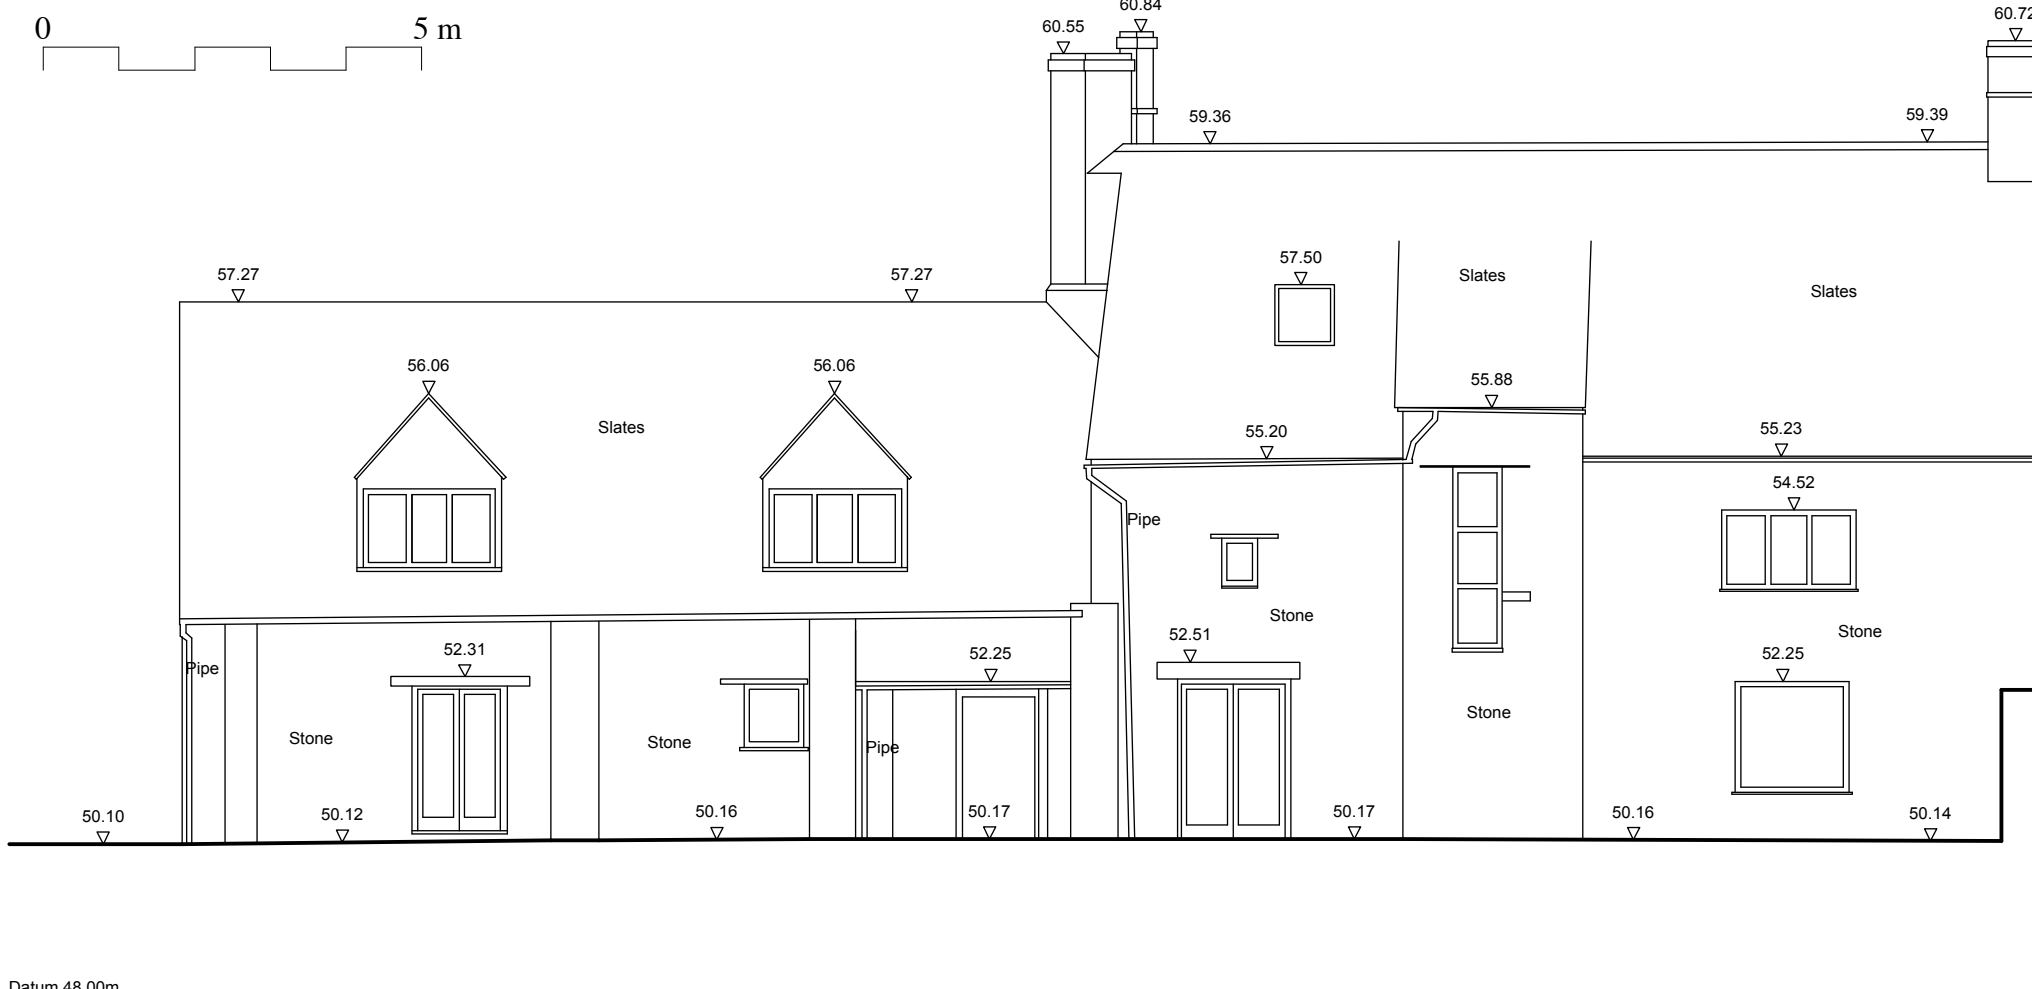 0 5 m
60.84
60.55
60.72
59.36
59.39
57.50
57.27
57.27
Slates
Slates
56.06
56.06
55.88
Slates
55.20
55.23
54.52
Pipe
Stone
Stone
52.51
52.31
52.25
52.25
Pipe
Stone
Stone
Stone
Pipe
50.10
50.12
50.16
50.17
50.17
50.16
50.14
Datum 48.00m